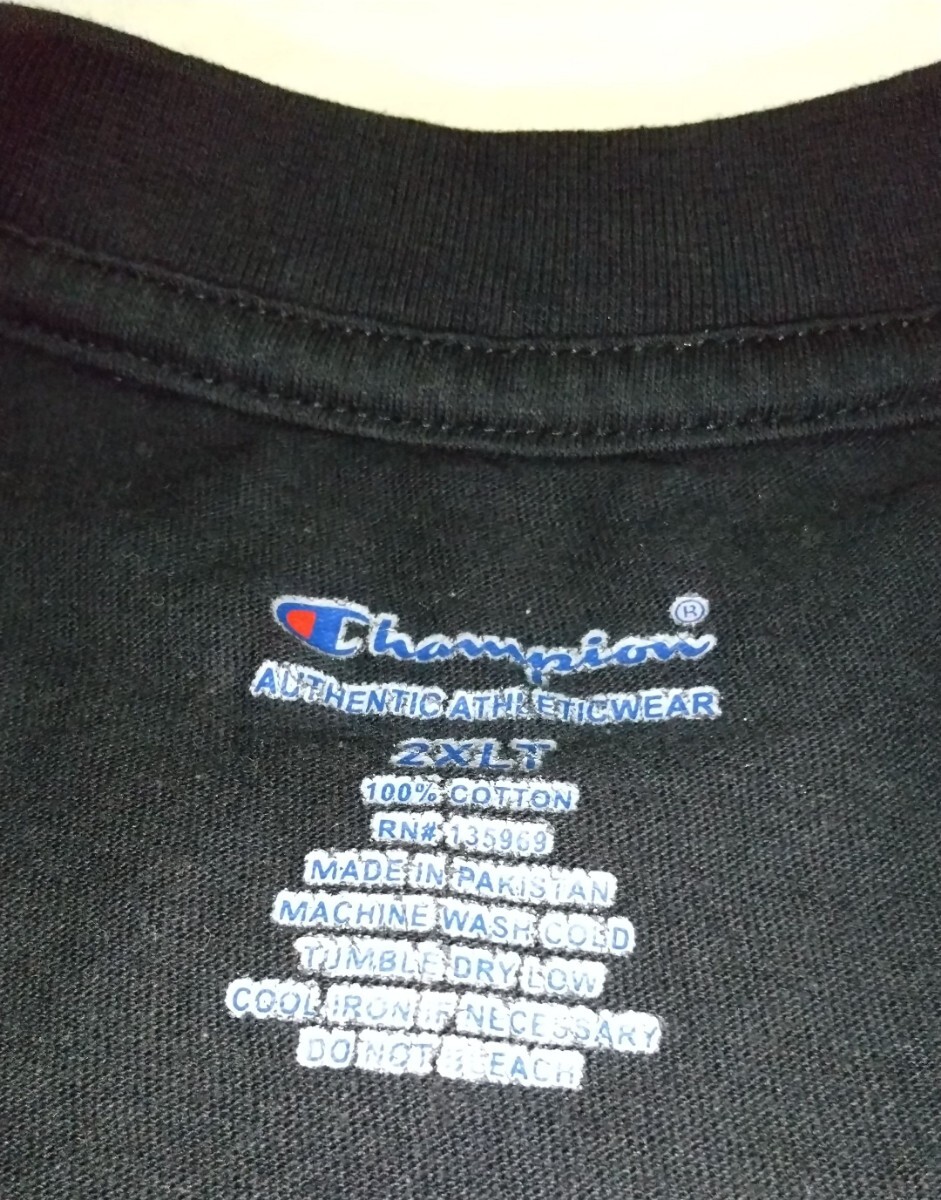 Champion®
AUTHENTIC ATHLETICWEAR
2XLT
100% COTTON
RN# 135969
MADE IN PAKISTAN
MACHINE WASH COLD
TUMBLE DRY LOW
COOL IRON IF NECESSARY
DO NOT BLEACH